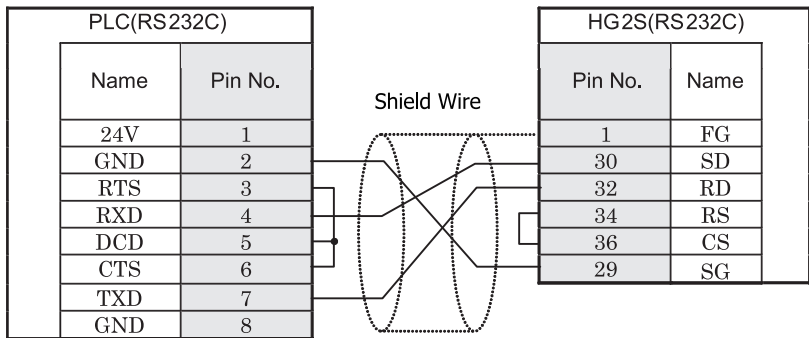 PLC(RS232C)
HG2S(RS232C)
Name Pin No.
Pin No. Name
Shield Wire
24V 1
1 FG
GND 2
30 SD
RTS 3
32 RD
RXD 4
34 RS
DCD 5
36 CS
CTS 6
29 SG
TXD 7
GND 8